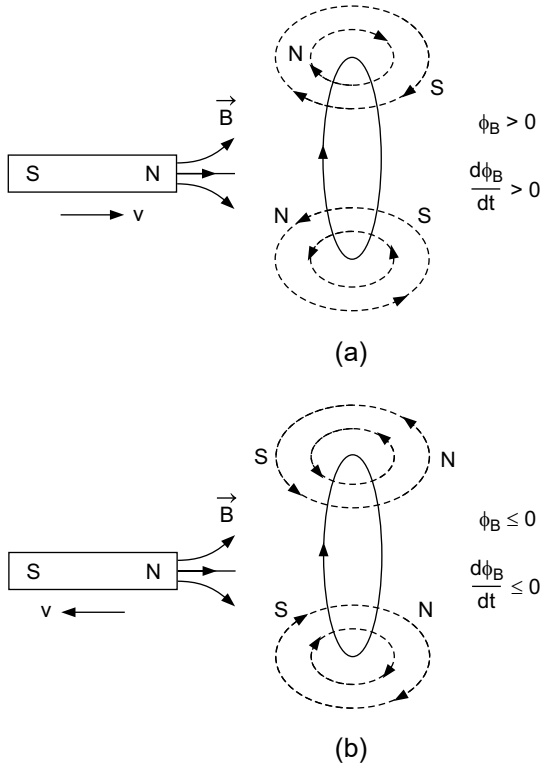 N
S
B
ϕB > 0
S N
dϕB
dt > 0
v
N S
(a)
S N
B
ϕB ≤ 0
S N
dϕB
dt ≤ 0
v
S N
(b)